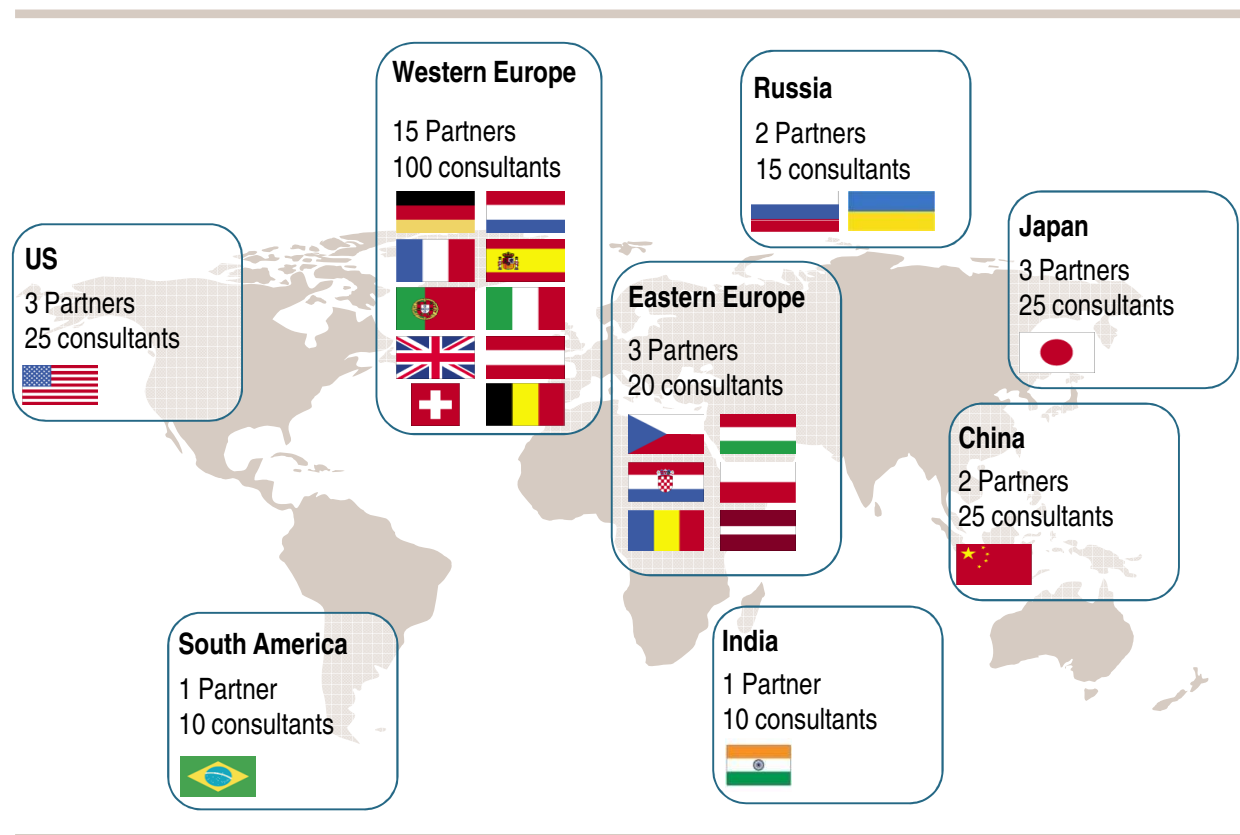 Western Europe
15 Partners
100 consultants
Russia
2 Partners
15 consultants
US
3 Partners
25 consultants
Japan
3 Partners
25 consultants
Eastern Europe
3 Partners
20 consultants
China
2 Partners
25 consultants
South America
1 Partner
10 consultants
India
1 Partner
10 consultants